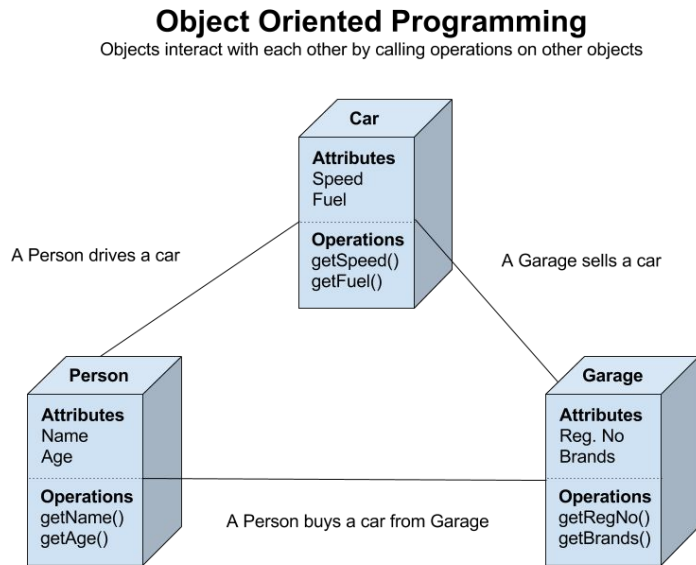 Object Oriented Programming
Objects interact with each other by calling operations on other objects
Car
Attributes
Speed
Fuel
Operations
getSpeed()
getFuel()
A Person drives a car
A Garage sells a car
Person
Attributes
Name
Age
Operations
getName()
getAge()
A Person buys a car from Garage
Garage
Attributes
Reg. No
Brands
Operations
getRegNo()
getBrands()